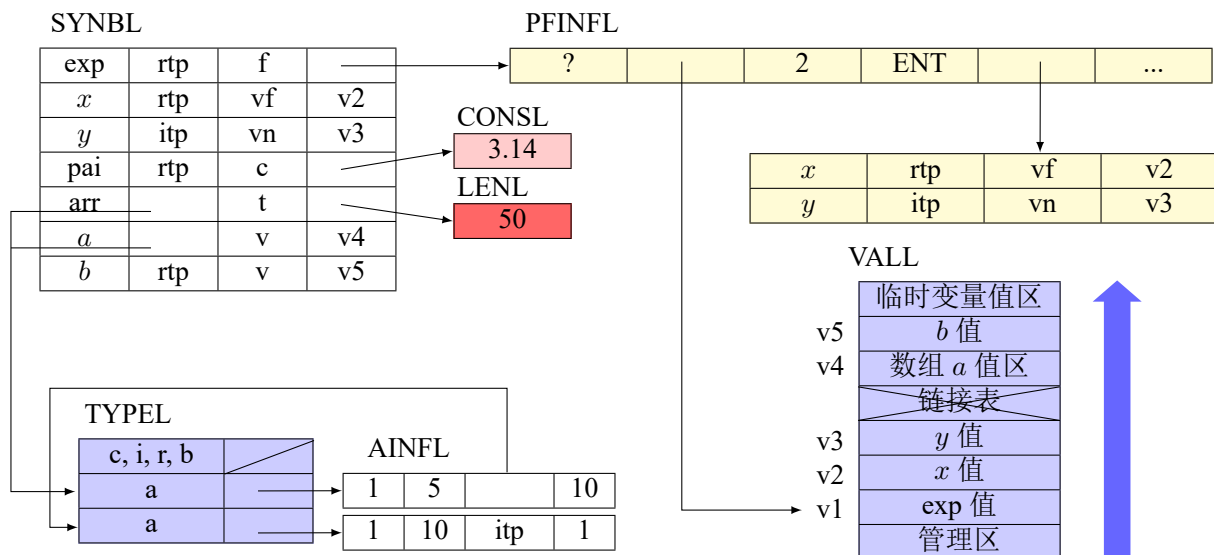 SYNBL
PFINFL
exp rtp f
? 2 ENT ...
x rtp vf v2
y itp vn v3
CONSL
3.14
pai rtp c
LENL
50
arr t
a v v4
b rtp v v5
x rtp vf v2
y itp vn v3
VALL
临时变量值区
v5 b 值
v4 数组 a 值区
链接表
v3 y 值
v2 x 值
v1 exp 值
管理区
TYPEL
c, i, r, b
a
a
AINFL
1 5 10
1 10 itp 1